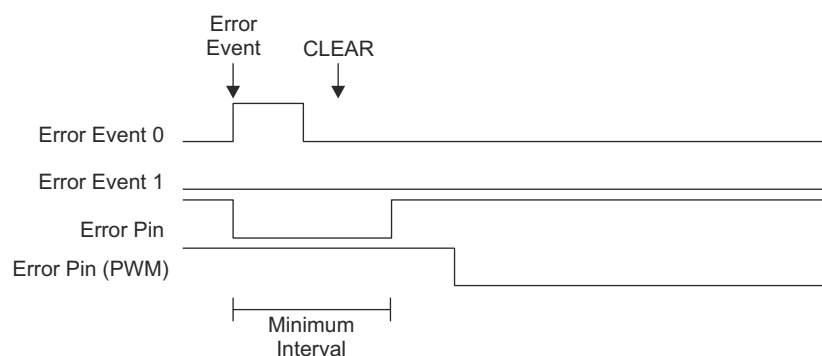 Error
Event
CLEAR
Error Event 0
Error Event 1
Error Pin
Error Pin (PWM)
Minimum
Interval